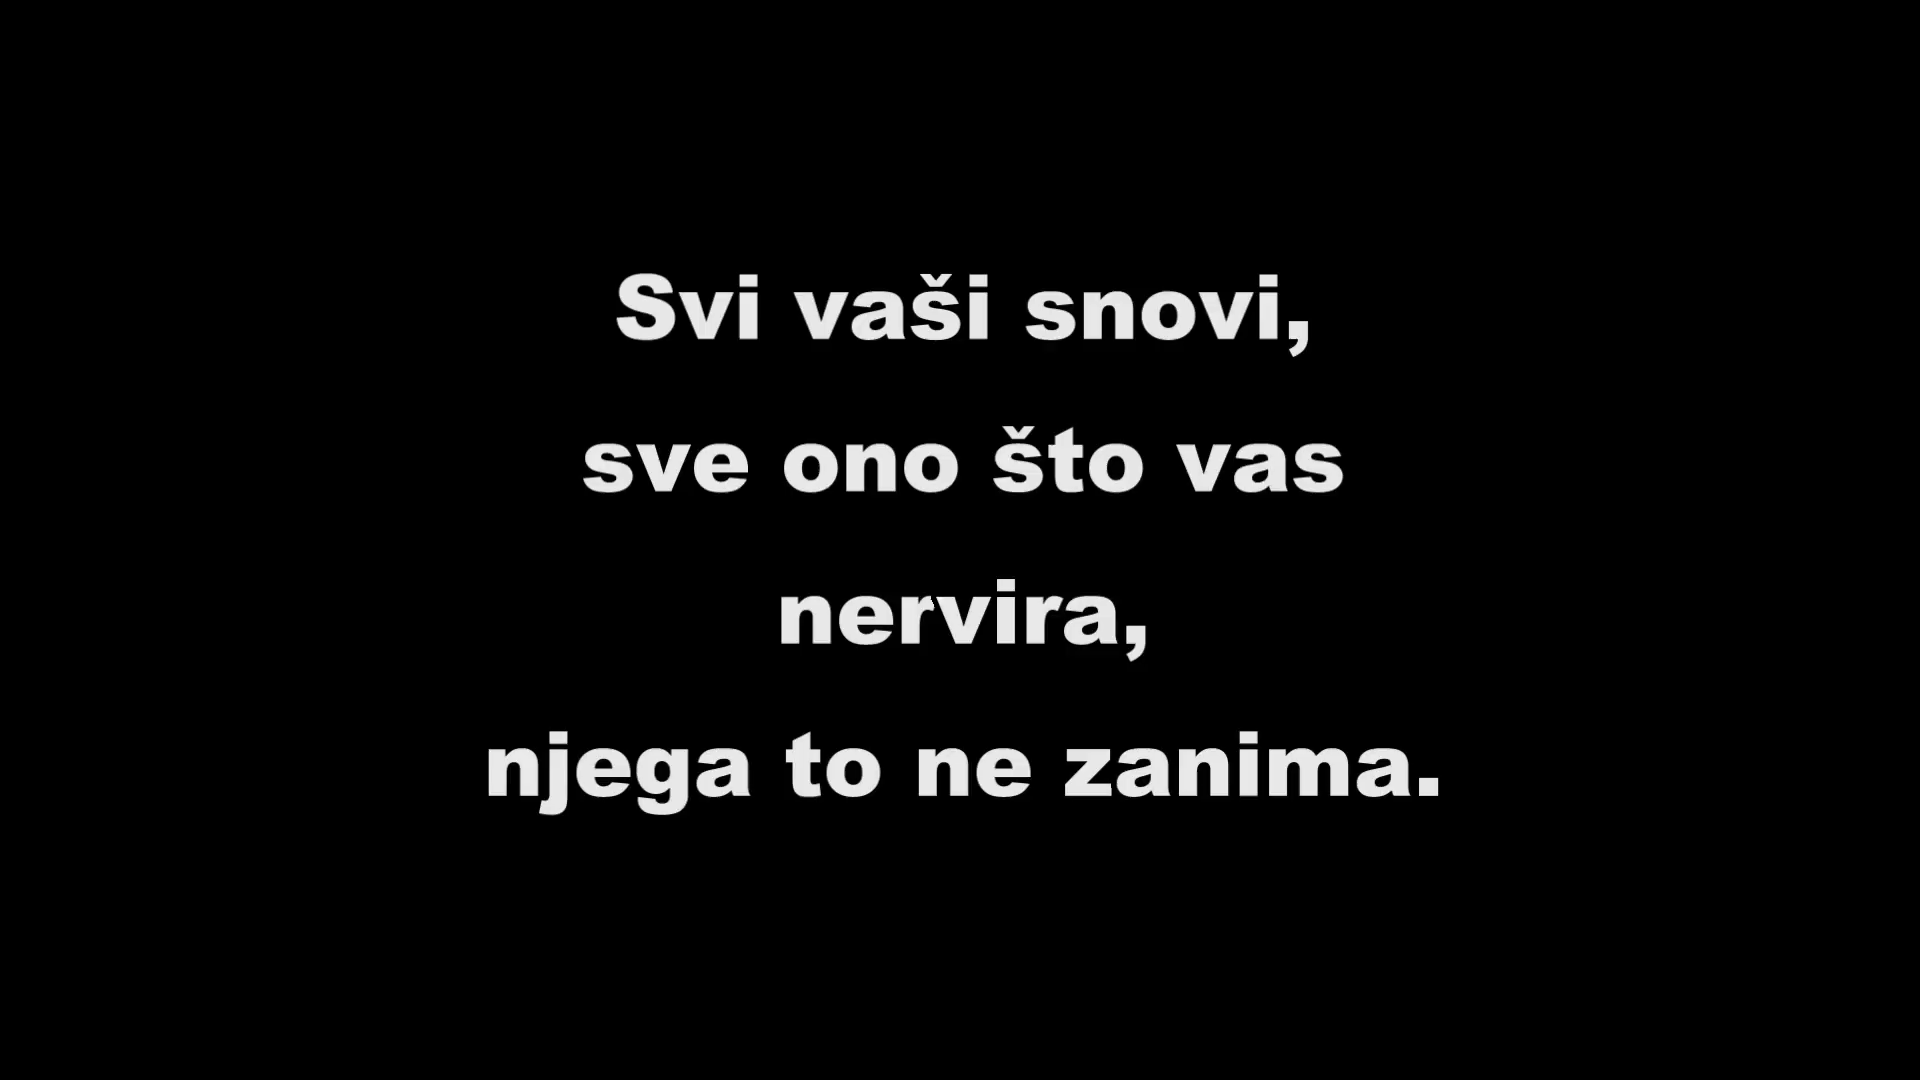 Svi vaši snovi,
sve ono što vas
nervira,
njega to ne zanima.